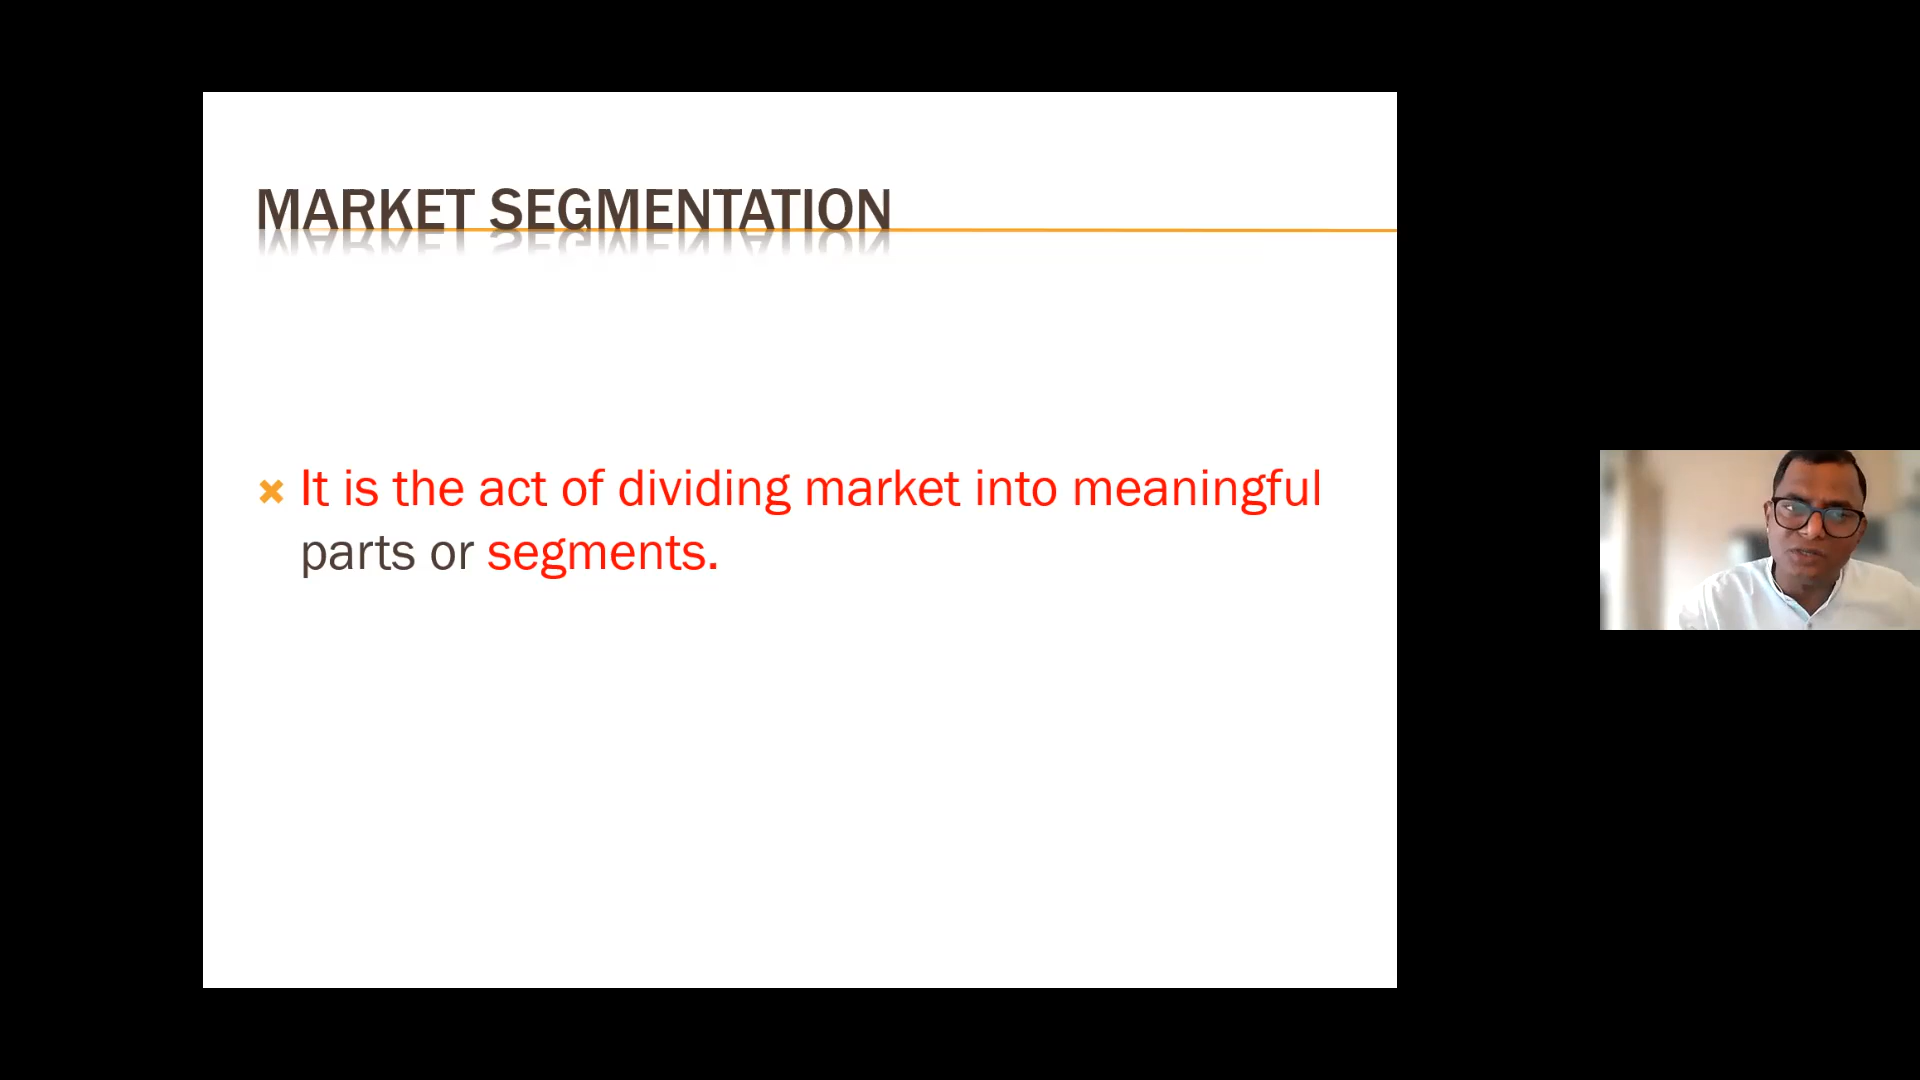 MARKET SEGMENTATION
It is the act of dividing market into meaningful
parts or segments.